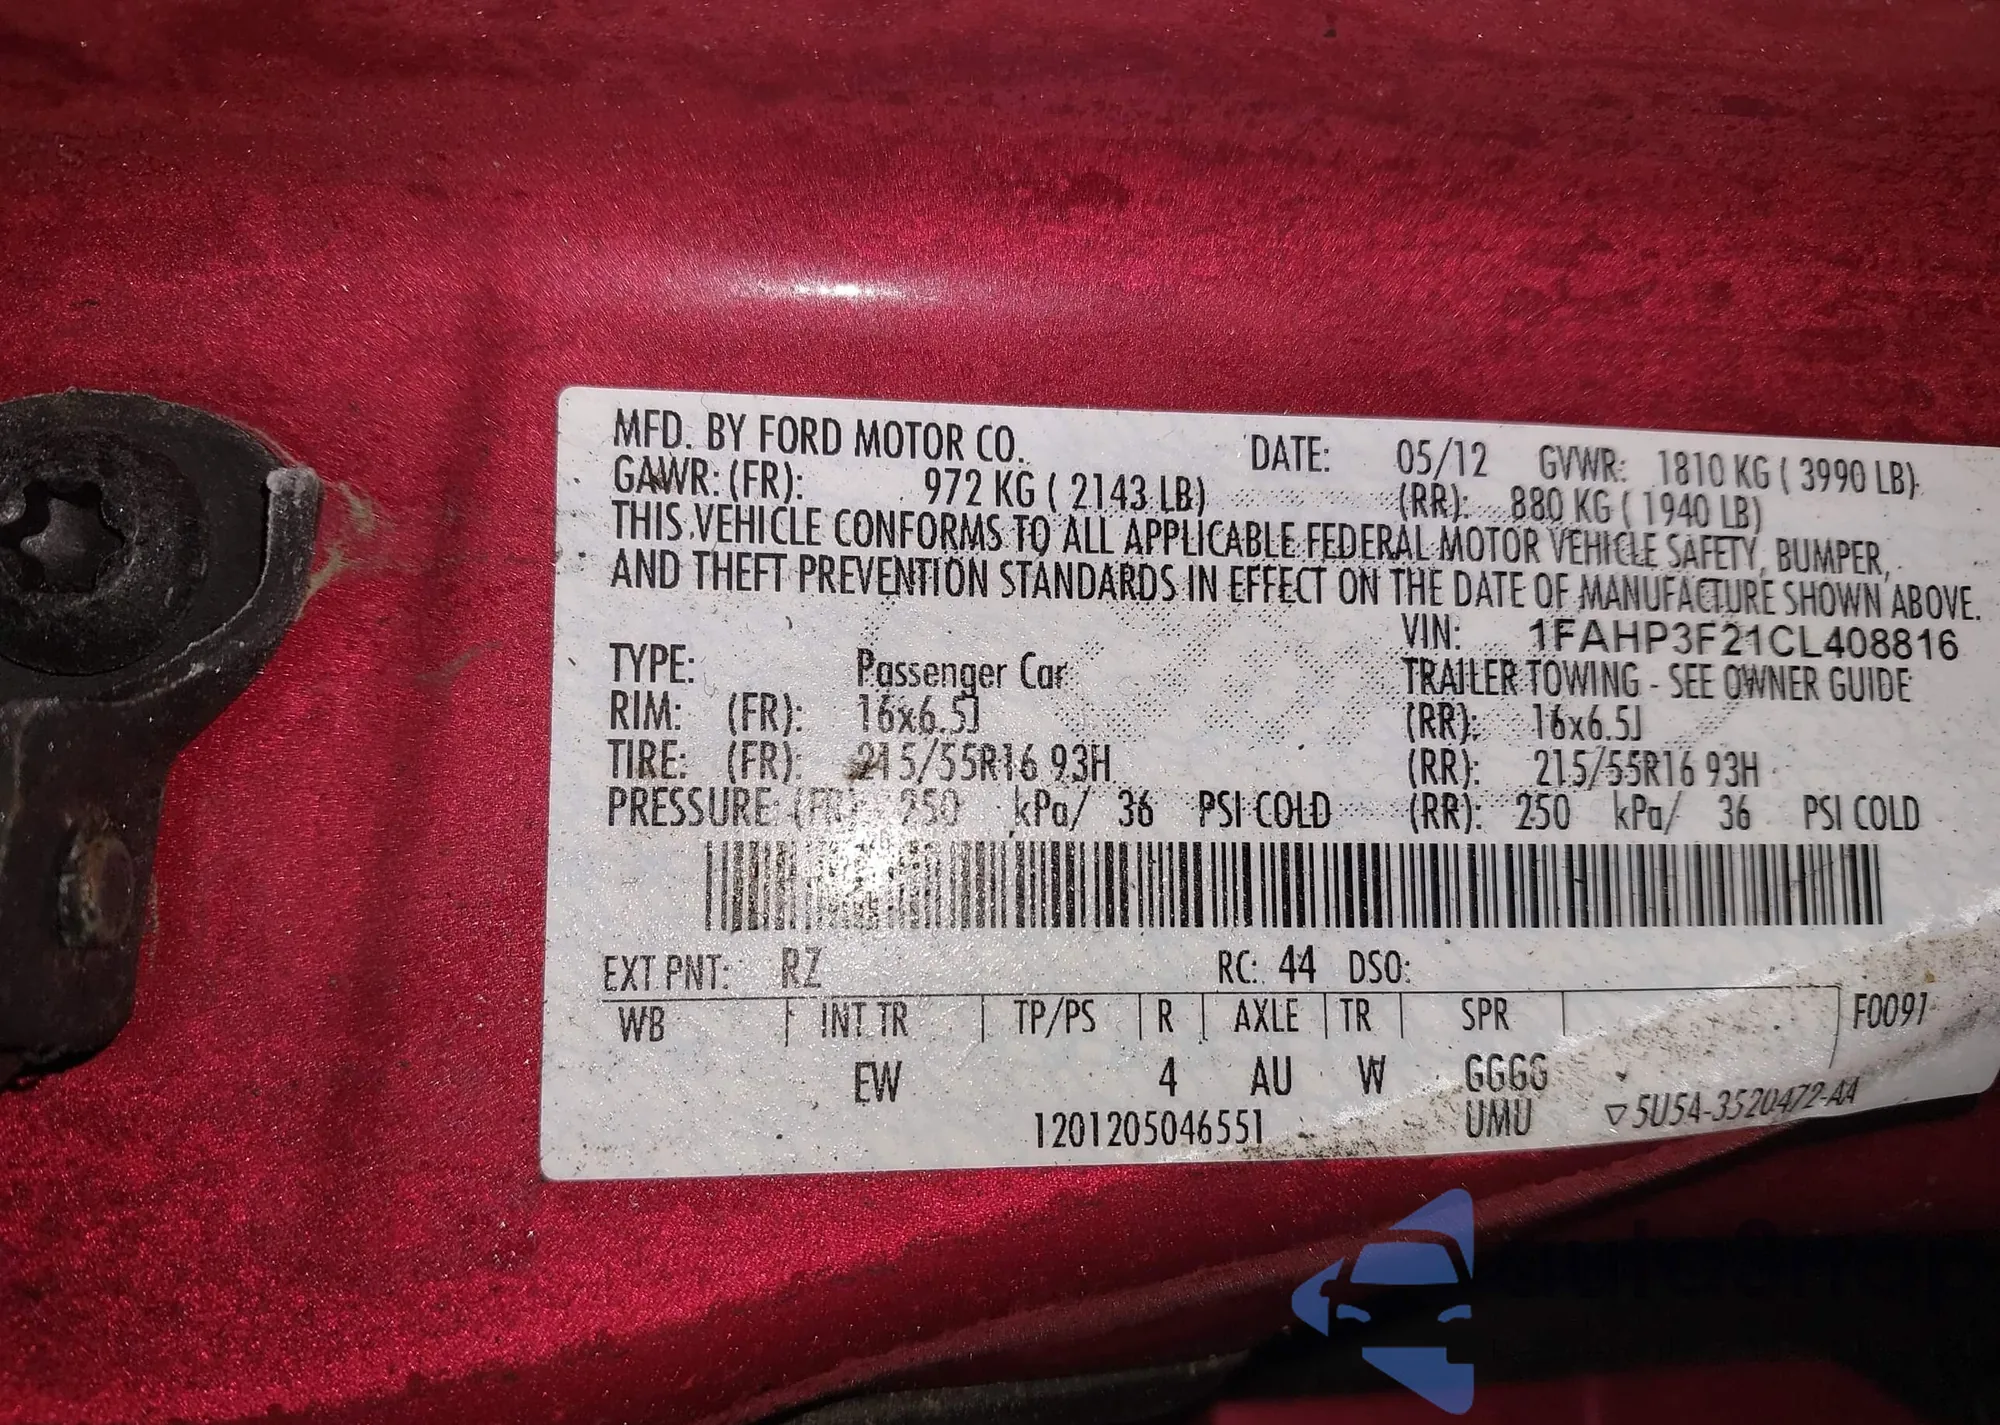 MFD. BY FORD MOTOR CO. DATE: 05/12 GVWR: 1810 KG ( 3990 LB)
GAWR: (FR): 972 KG ( 2143 LB) (RR): 880 KG ( 1940 LB)
THIS VEHICLE CONFORMS TO ALL APPLICABLE FEDERAL MOTOR VEHICLE SAFETY, BUMPER,
AND THEFT PREVENTION STANDARDS IN EFFECT ON THE DATE OF MANUFACTURE SHOWN ABOVE.
VIN: 1FAHP3F21CL408816
TYPE: Passenger Car TRAILER TOWING - SEE OWNER GUIDE
RIM: (FR): 16x6.5J (RR): 16x6.5J
TIRE: (FR): 215/55R16 93H (RR): 215/55R16 93H
PRESSURE: (FR): 250 kPa/ 36 PSI COLD (RR): 250 kPa/ 36 PSI COLD
EXT PNT: RZ RC: 44 DSO:
WB INT TR TP/PS R AXLE TR SPR F0091
EW 4 AU W GGGG
1201205046551 UMU ▽5U54-3520472-AA